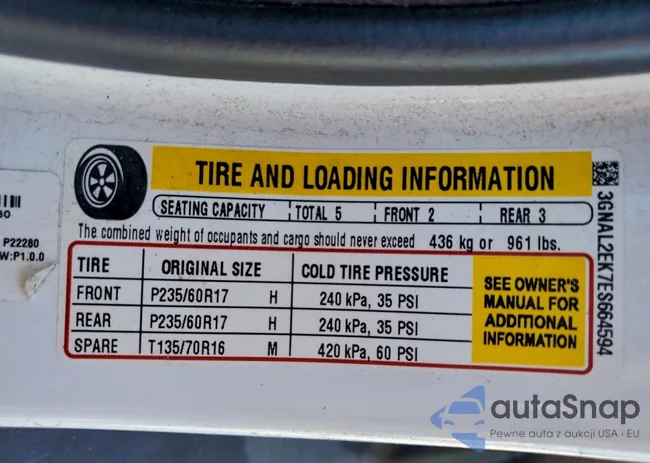 TIRE AND LOADING INFORMATION
SEATING CAPACITY TOTAL 5 FRONT 2 REAR 3
The combined weight of occupants and cargo should never exceed 436 kg or 961 lbs.
TIRE ORIGINAL SIZE COLD TIRE PRESSURE
FRONT P235/60R17 H 240 kPa, 35 PSI
REAR P235/60R17 H 240 kPa, 35 PSI
SPARE T135/70R16 M 420 kPa, 60 PSI
SEE OWNER'S
MANUAL FOR
ADDITIONAL
INFORMATION
3GNAL2EK7ES664594
P22280
W:P1.0.0
autoSnap
Pewne auta z aukcji USA i EU